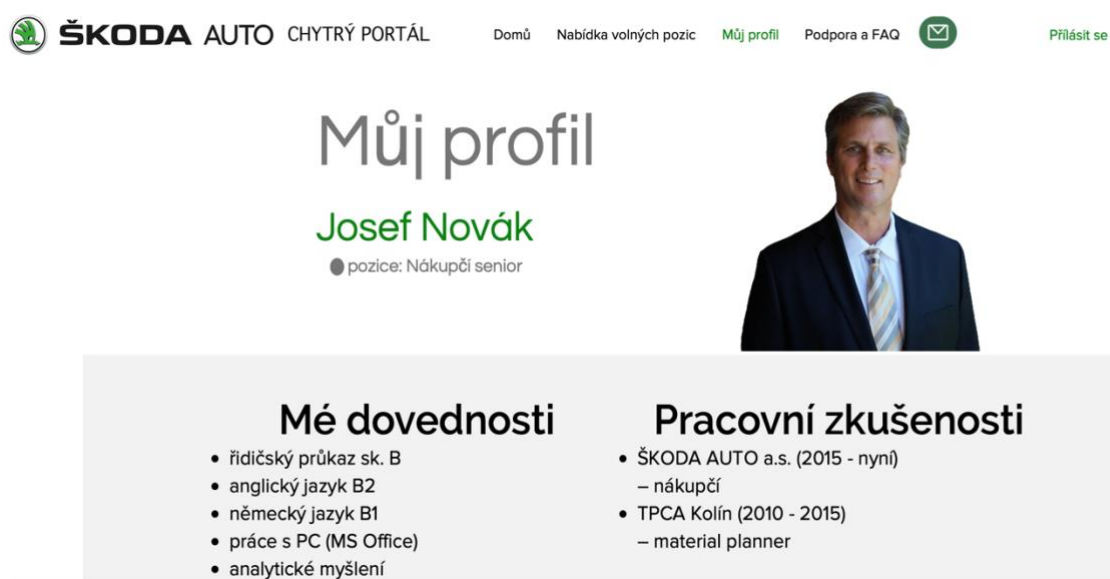 ŠKODA AUTO CHYTRÝ PORTÁL
Domů Nabídka volných pozic Můj profil Podpora a FAQ Přílásit se
Můj profil
Josef Novák
pozice: Nákupčí senior
Mé dovednosti
• řidičský průkaz sk. B
• anglický jazyk B2
• německý jazyk B1
• práce s PC (MS Office)
• analytické myšlení
Pracovní zkušenosti
• ŠKODA AUTO a.s. (2015 - nyní)
– nákupčí
• TPCA Kolín (2010 - 2015)
– material planner